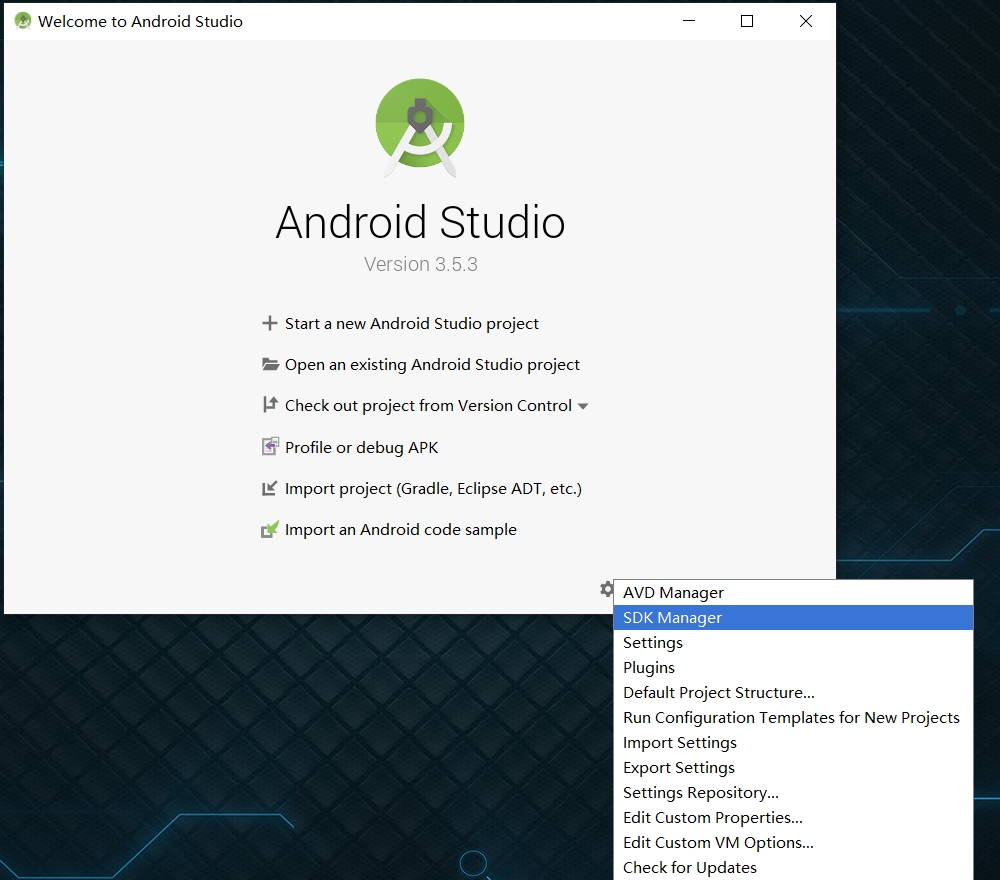 Welcome to Android Studio
Android Studio
Version 3.5.3
Start a new Android Studio project
Open an existing Android Studio project
Check out project from Version Control
Profile or debug APK
Import project (Gradle, Eclipse ADT, etc.)
Import an Android code sample
AVD Manager
SDK Manager
Settings
Plugins
Default Project Structure...
Run Configuration Templates for New Projects
Import Settings
Export Settings
Settings Repository...
Edit Custom Properties...
Edit Custom VM Options...
Check for Updates